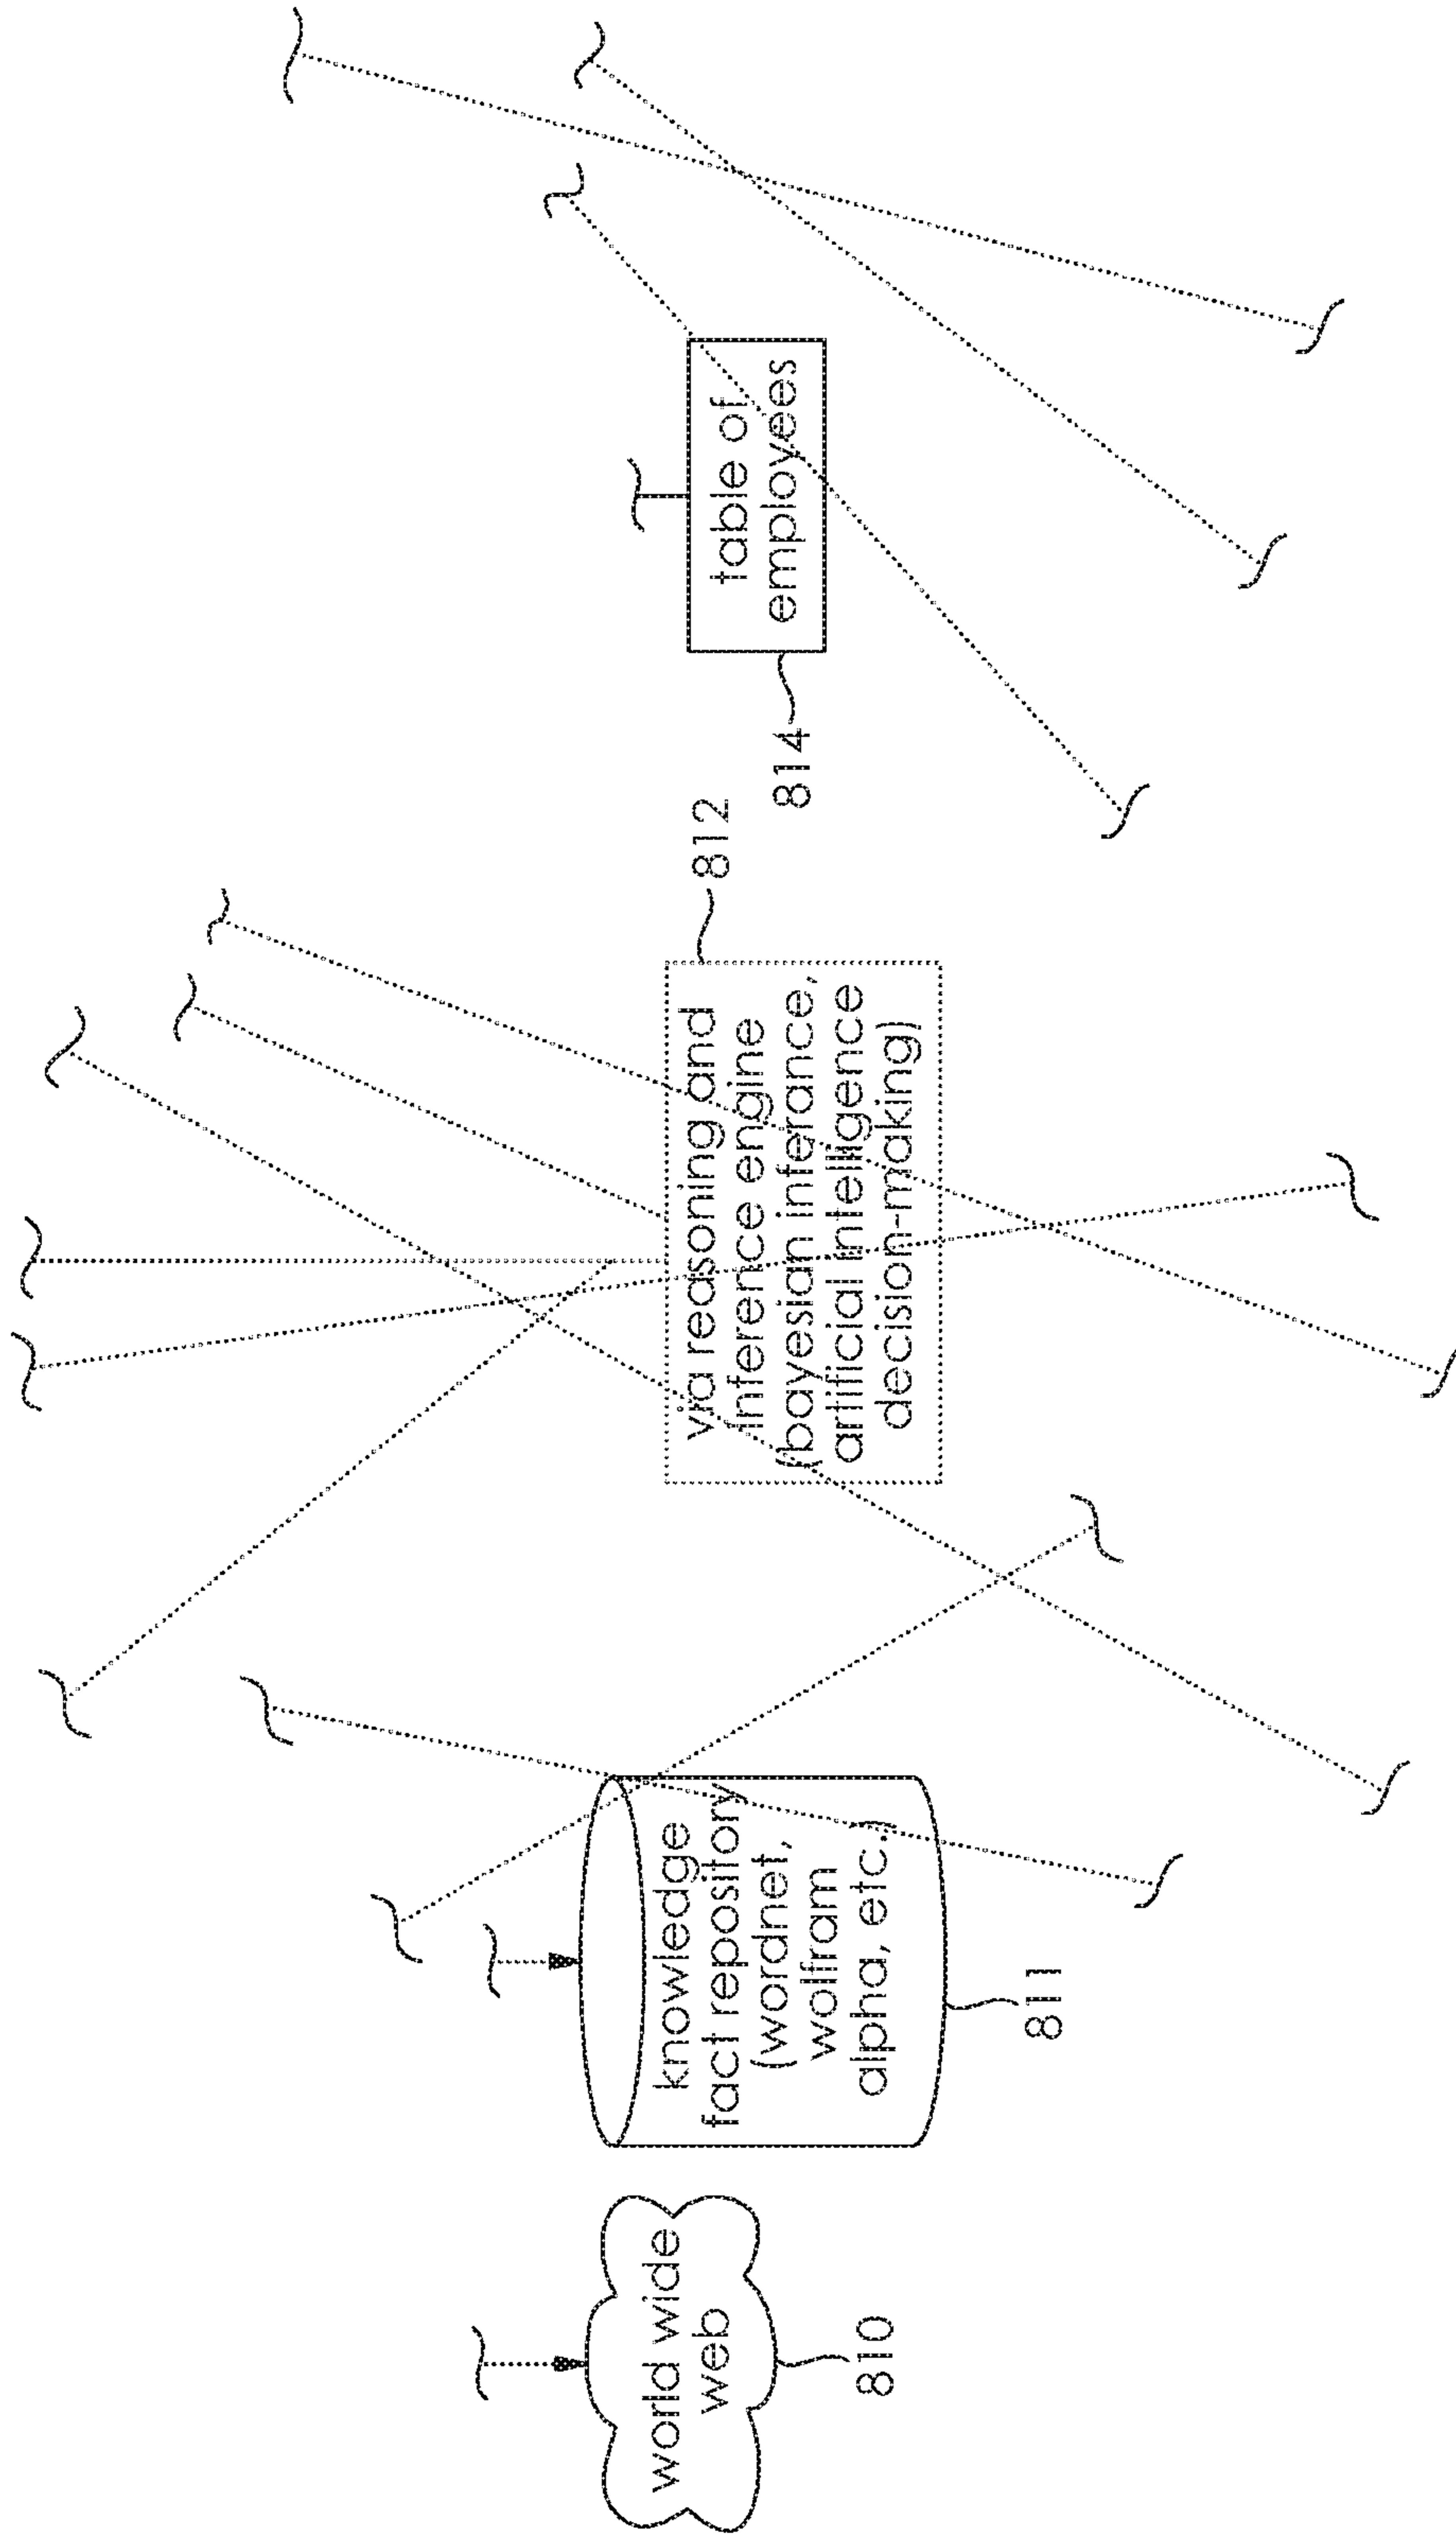 world wide
web
810
knowledge
fact repository
(wordnet,
wolfram
alpha, etc.)
811
via reasoning and
inference engine
(bayesian inferance,
artificial intelligence
decision-making)
812
table of
employees
814